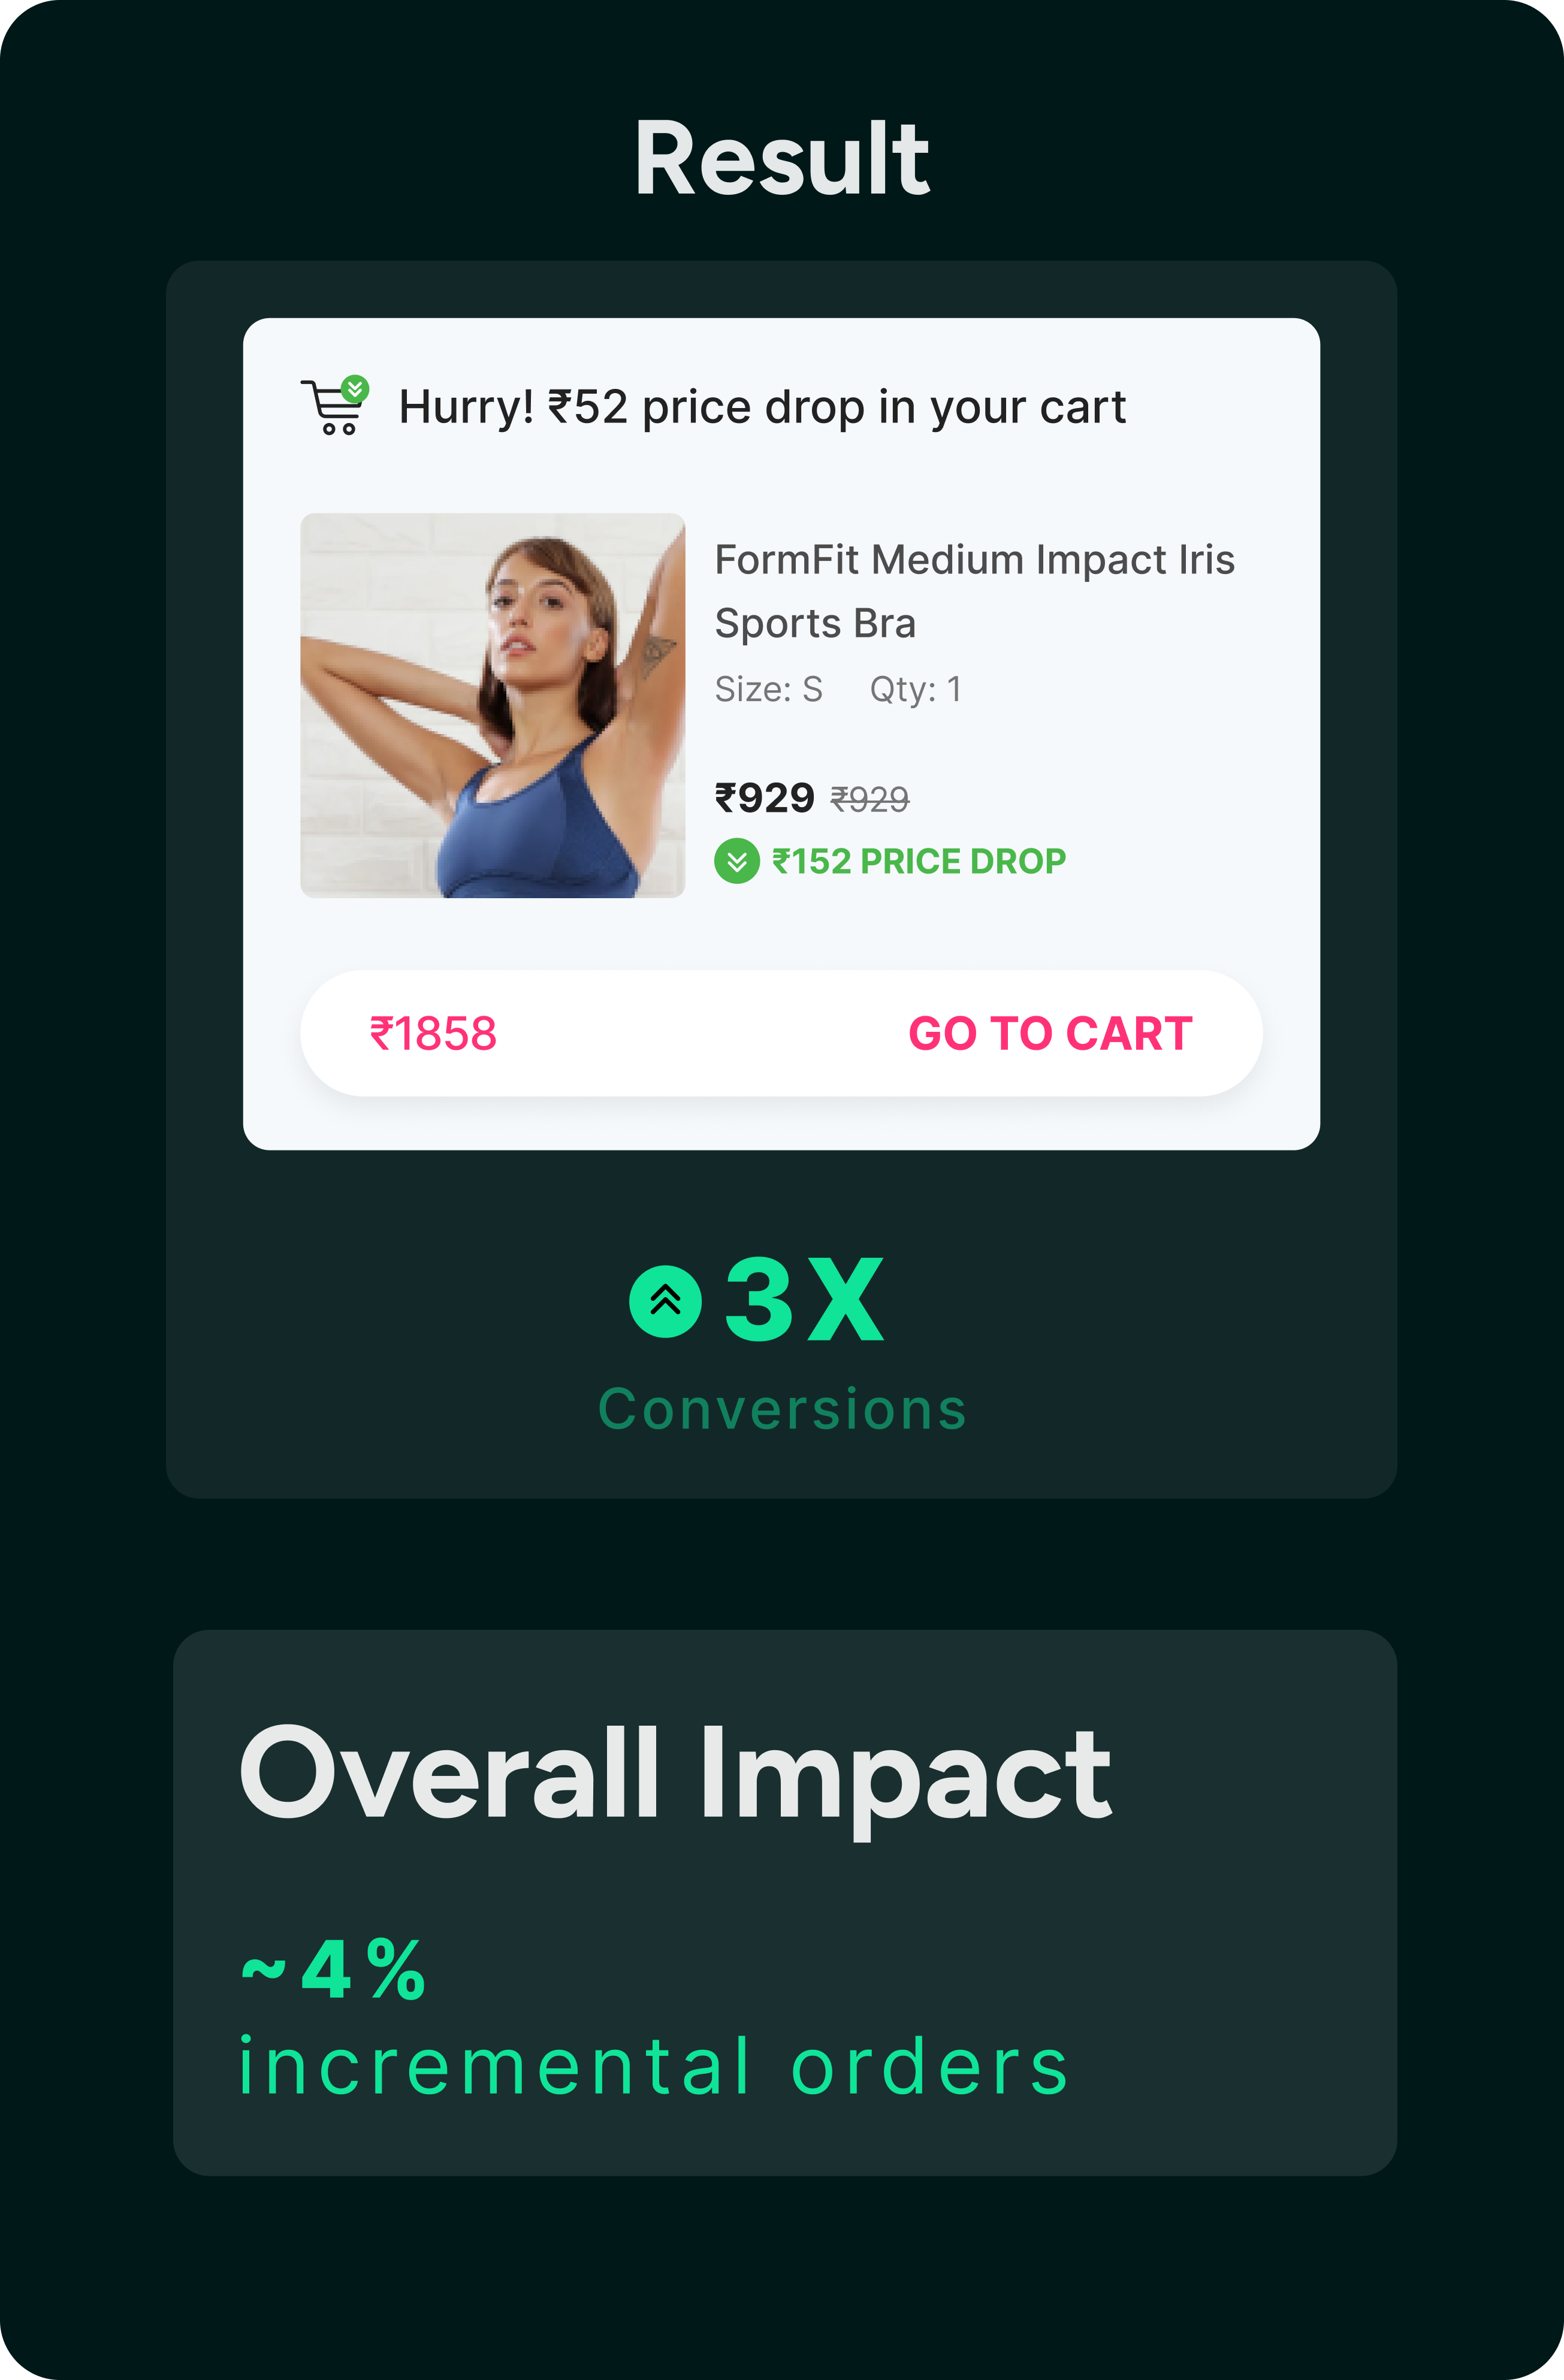 Result
Hurry! ₹52 price drop in your cart
FormFit Medium Impact Iris
Sports Bra
Size: S Qty: 1
₹929 ₹929
₹152 PRICE DROP
₹1858 GO TO CART
3X
Conversions
Overall Impact
~4%
incremental orders